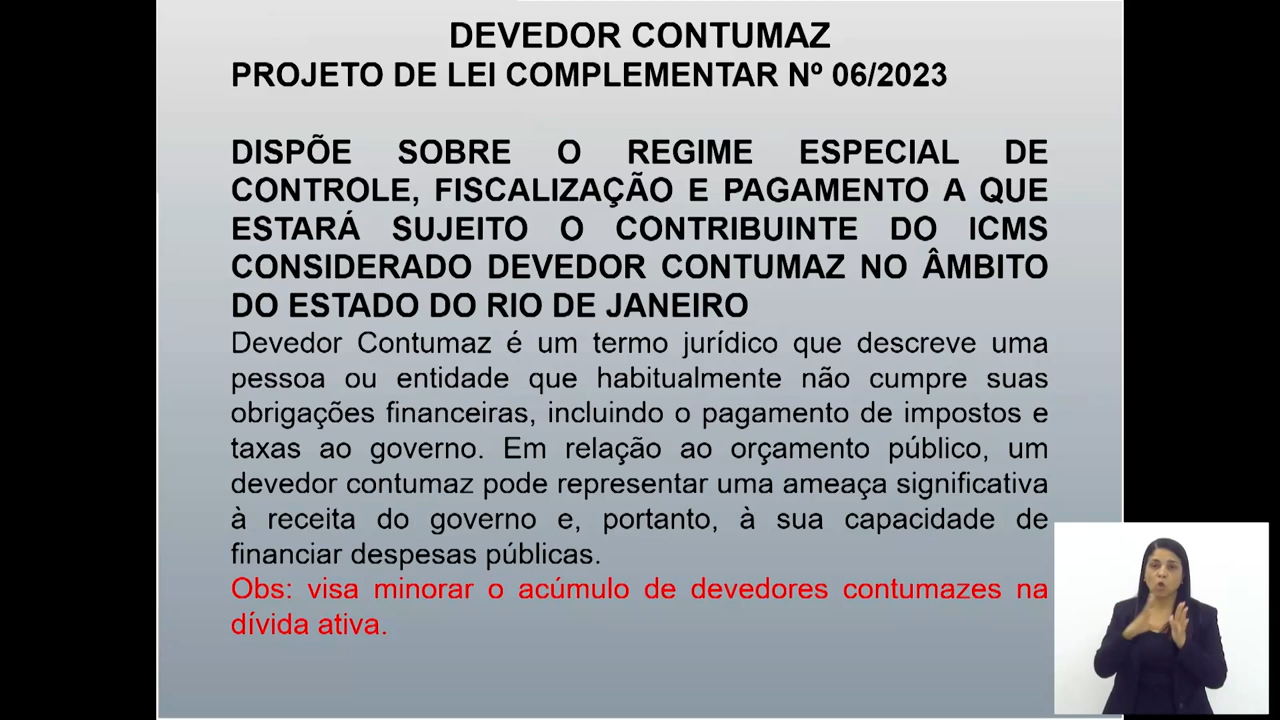 DEVEDOR CONTUMAZ
PROJETO DE LEI COMPLEMENTAR Nº 06/2023
DISPÕE SOBRE O REGIME ESPECIAL DE
CONTROLE, FISCALIZAÇÃO E PAGAMENTO A QUE
ESTARÁ SUJEITO O CONTRIBUINTE DO ICMS
CONSIDERADO DEVEDOR CONTUMAZ NO ÂMBITO
DO ESTADO DO RIO DE JANEIRO
Devedor Contumaz é um termo jurídico que descreve uma
pessoa ou entidade que habitualmente não cumpre suas
obrigações financeiras, incluindo o pagamento de impostos e
taxas ao governo. Em relação ao orçamento público, um
devedor contumaz pode representar uma ameaça significativa
à receita do governo e, portanto, à sua capacidade de
financiar despesas públicas.
Obs: visa minorar o acúmulo de devedores contumazes na
dívida ativa.